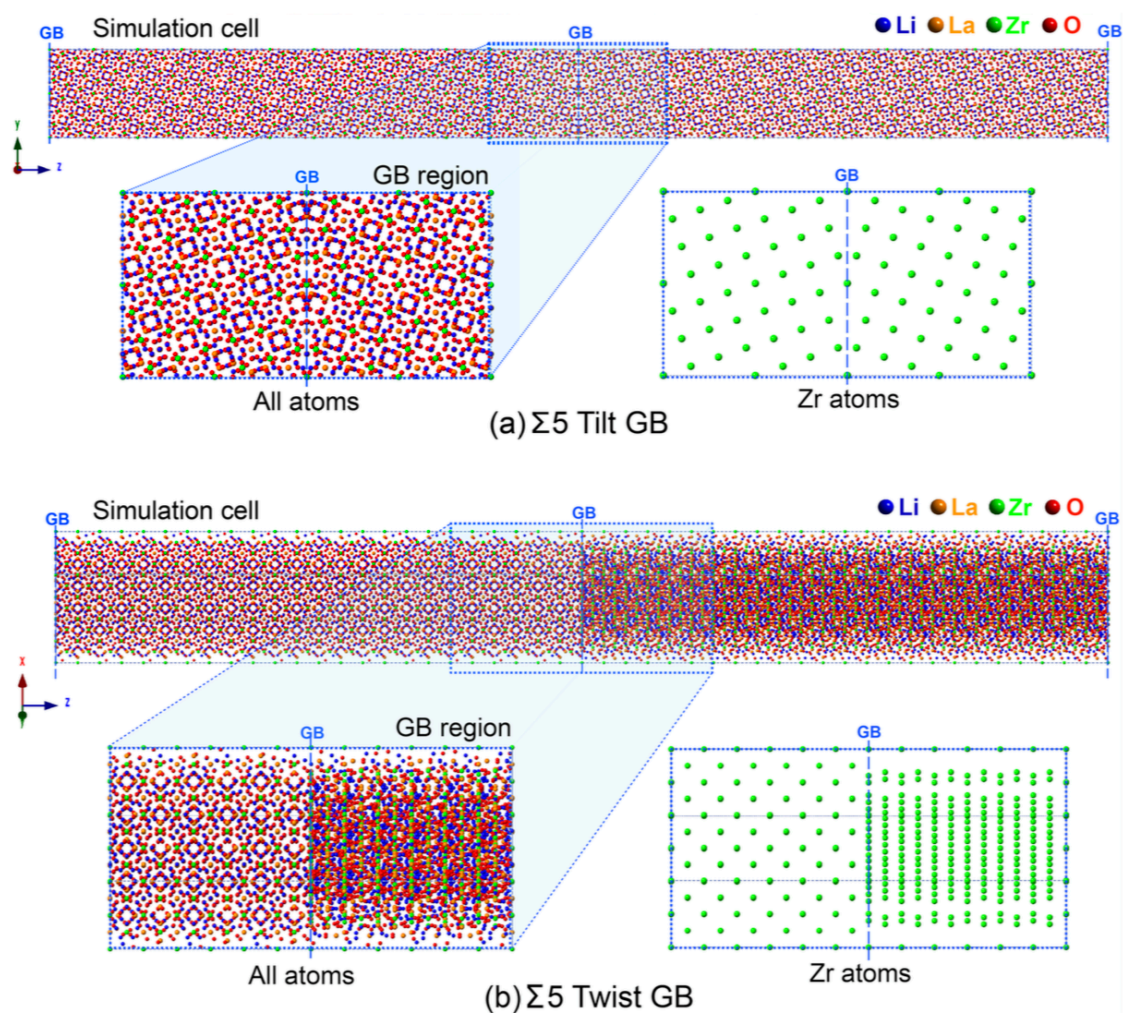 GB Simulation cell GB Li La Zr O GB
Y
Z
GB GB region GB
All atoms Zr atoms
(a) Σ5 Tilt GB
Simulation cell Li La Zr O
GB GB GB
X
Z
GB GB region GB
All atoms Zr atoms
(b) Σ5 Twist GB